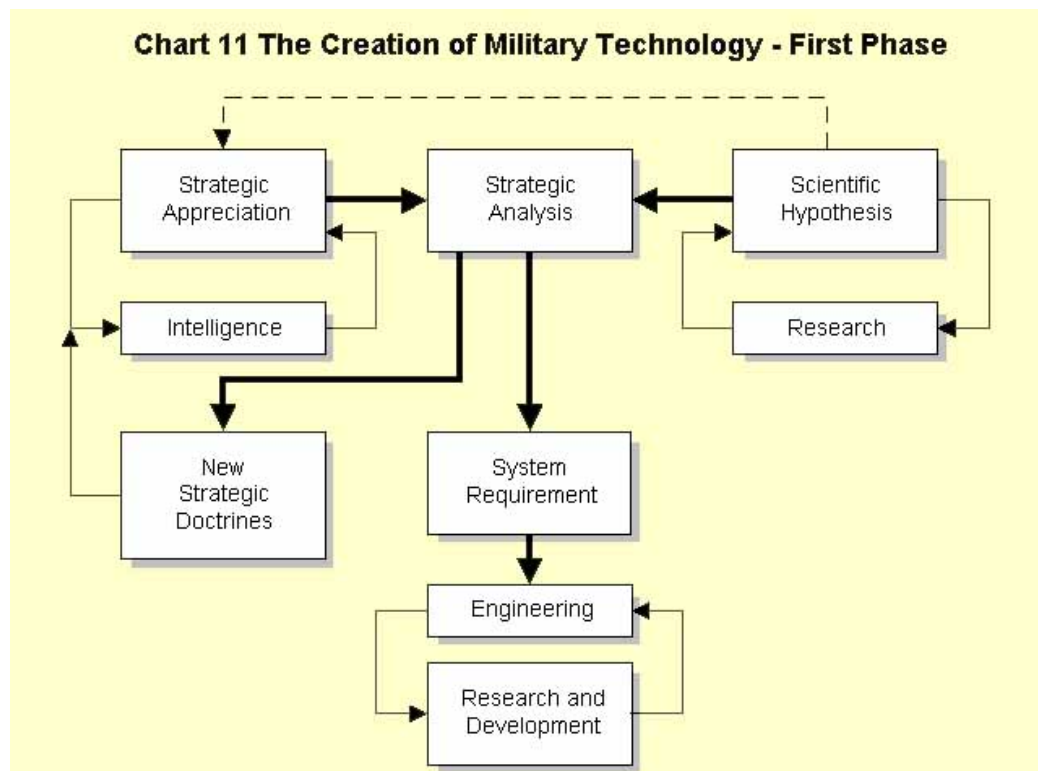 Chart 11 The Creation of Military Technology - First Phase
Strategic
Appreciation
Strategic
Analysis
Scientific
Hypothesis
Intelligence
Research
New
Strategic
Doctrines
System
Requirement
Engineering
Research and
Development